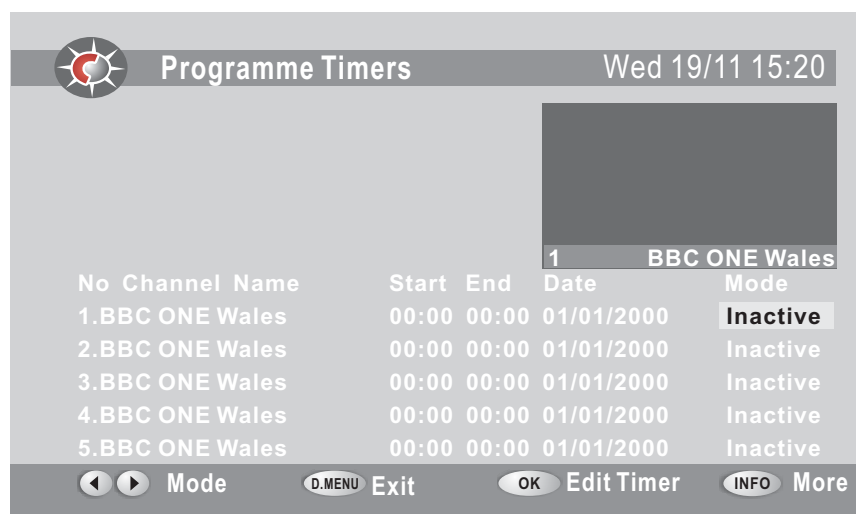 Programme Timers Wed 19/11 15:20
1 BBC ONE Wales
No Channel Name Start End Date Mode
1.BBC ONE Wales 00:00 00:00 01/01/2000 Inactive
2.BBC ONE Wales 00:00 00:00 01/01/2000 Inactive
3.BBC ONE Wales 00:00 00:00 01/01/2000 Inactive
4.BBC ONE Wales 00:00 00:00 01/01/2000 Inactive
5.BBC ONE Wales 00:00 00:00 01/01/2000 Inactive
Mode D.MENU Exit OK Edit Timer INFO More